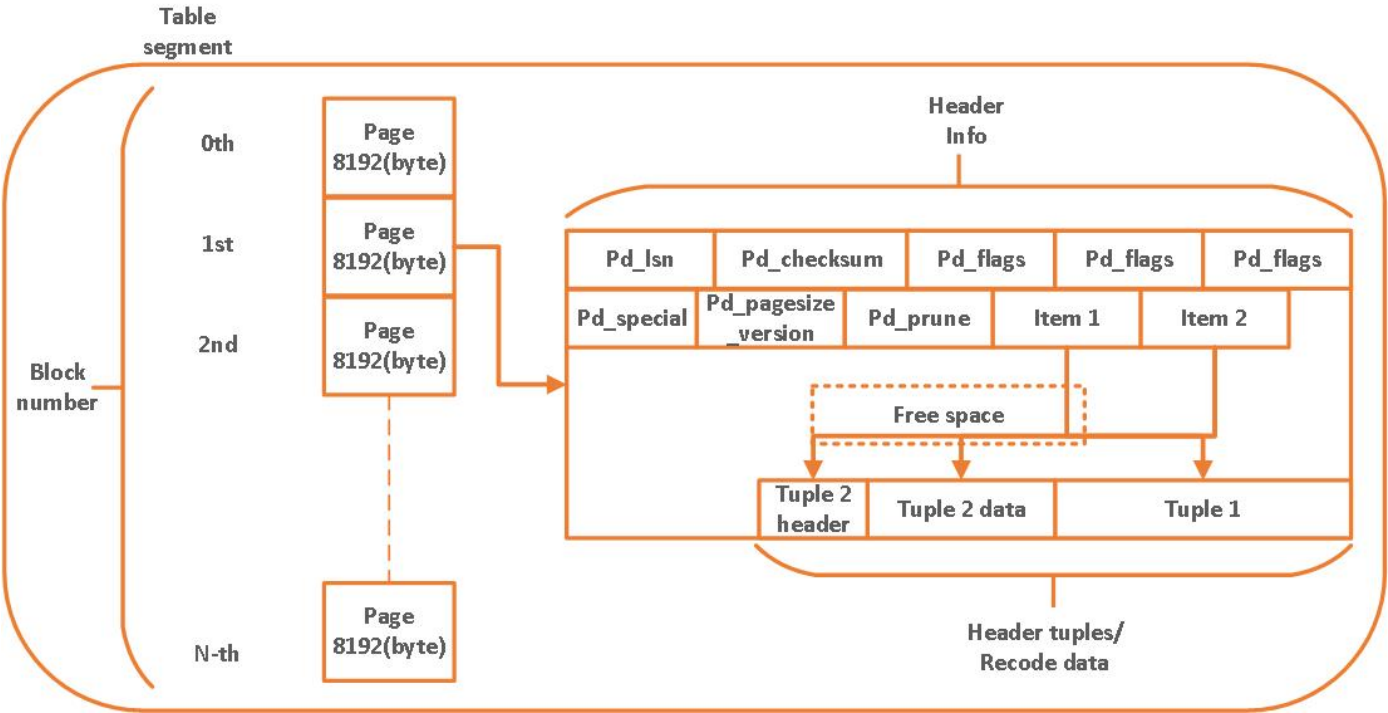 Table
segment
0th
Page
8192(byte)
1st
Page
8192(byte)
2nd
Page
8192(byte)
Block
number
N-th
Page
8192(byte)
Header
Info
Pd_lsn
Pd_checksum
Pd_flags
Pd_flags
Pd_flags
Pd_special
Pd_pagesize
_version
Pd_prune
Item 1
Item 2
Free space
Tuple 2
header
Tuple 2 data
Tuple 1
Header tuples/
Recode data